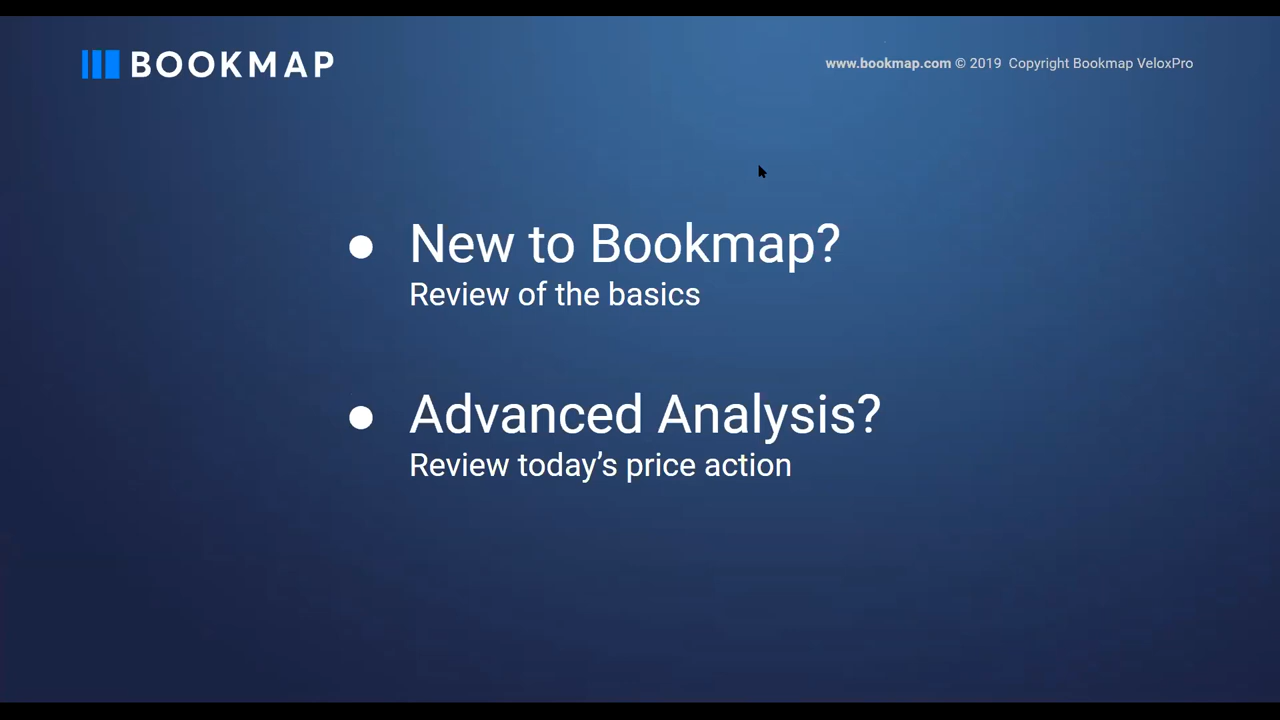 BOOKMAP
www.bookmap.com © 2019 Copyright Bookmap VeloxPro
● New to Bookmap?
Review of the basics
● Advanced Analysis?
Review today’s price action